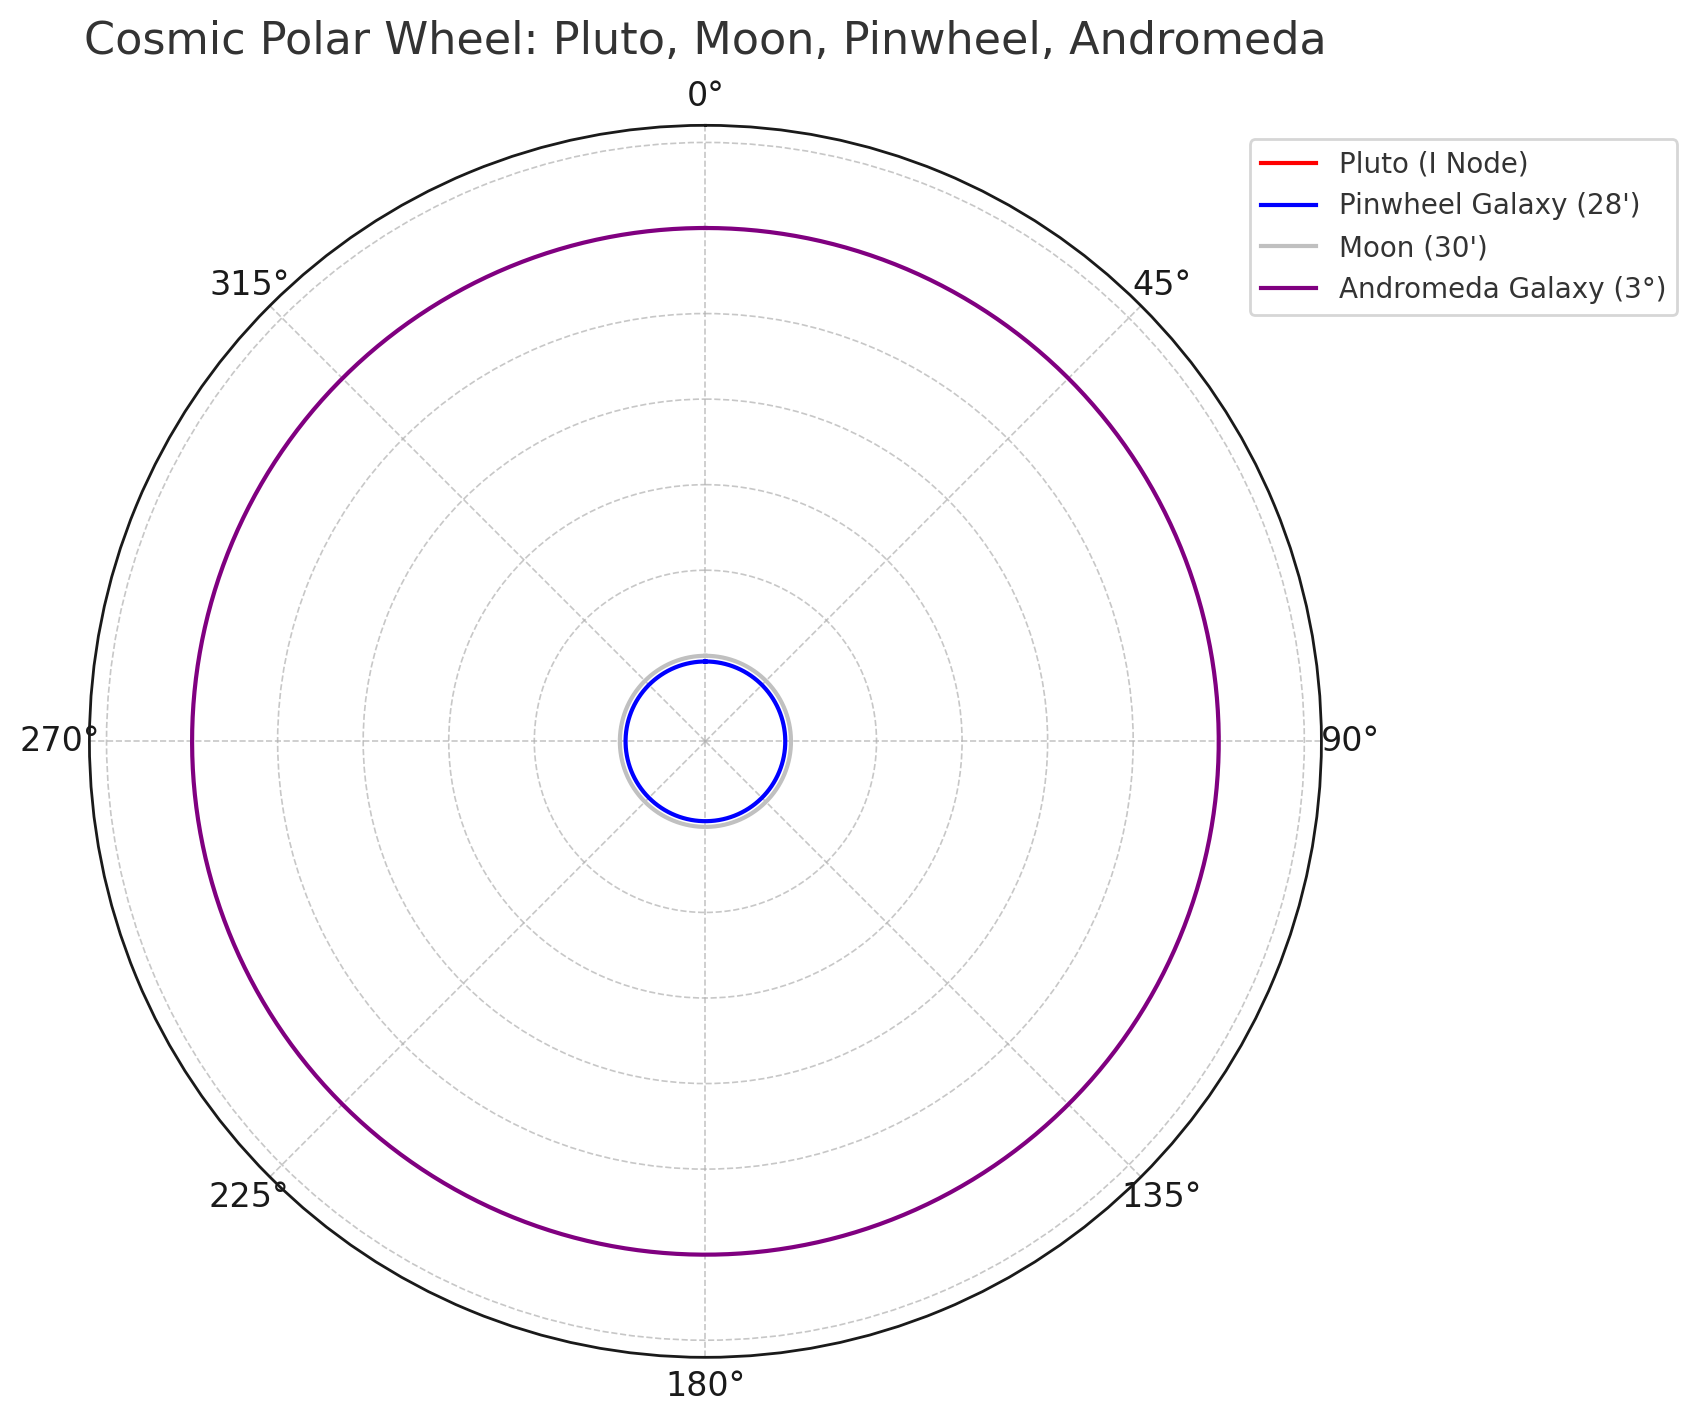 Cosmic Polar Wheel: Pluto, Moon, Pinwheel, Andromeda
0°
Pluto (I Node)
Pinwheel Galaxy (28')
Moon (30')
Andromeda Galaxy (3°)
315°
45°
270°
90°
225°
135°
180°